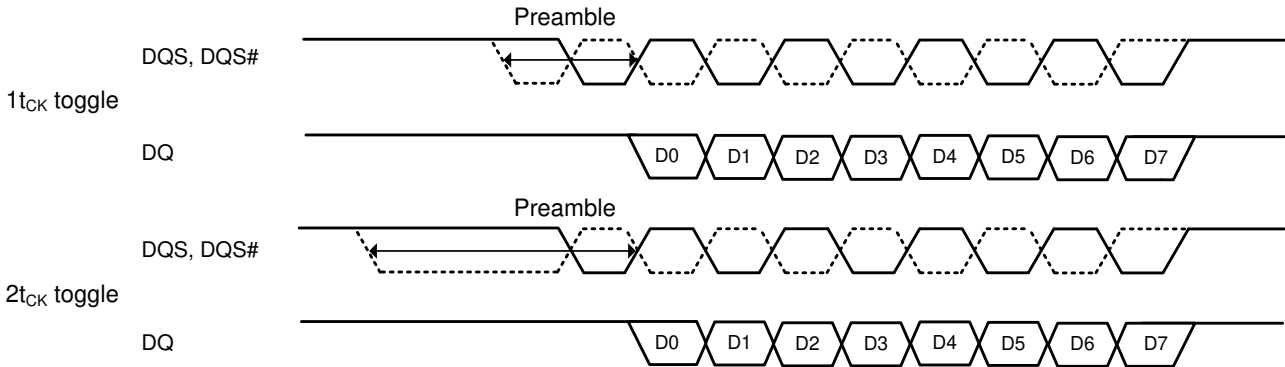 Preamble
DQS, DQS#
1tCK toggle
DQ
D0 D1 D2 D3 D4 D5 D6 D7
Preamble
DQS, DQS#
2tCK toggle
DQ
D0 D1 D2 D3 D4 D5 D6 D7